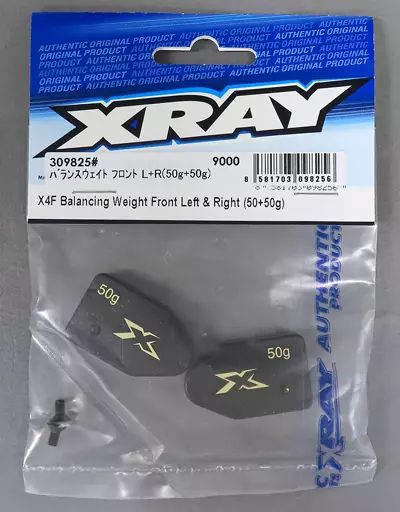 AUTHENTIC ORIGINAL PRODUCT
XRAY
309825# 9000
バランスウェイト フロント L+R(50g+50g)
8 581703 098256
X4F Balancing Weight Front Left & Right (50+50g)
50g
50g
AUTHENTIC
PRODUCT
XRAY